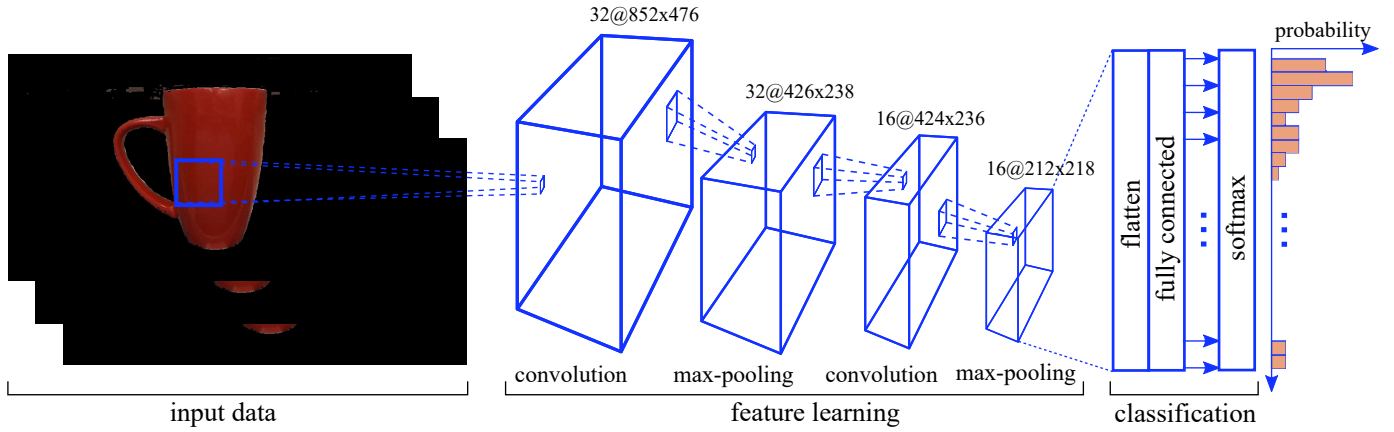 32@852x476
32@426x238
16@424x236
16@212x218
probability
flatten
fully connected
softmax
convolution
max-pooling
convolution
max-pooling
input data
feature learning
classification